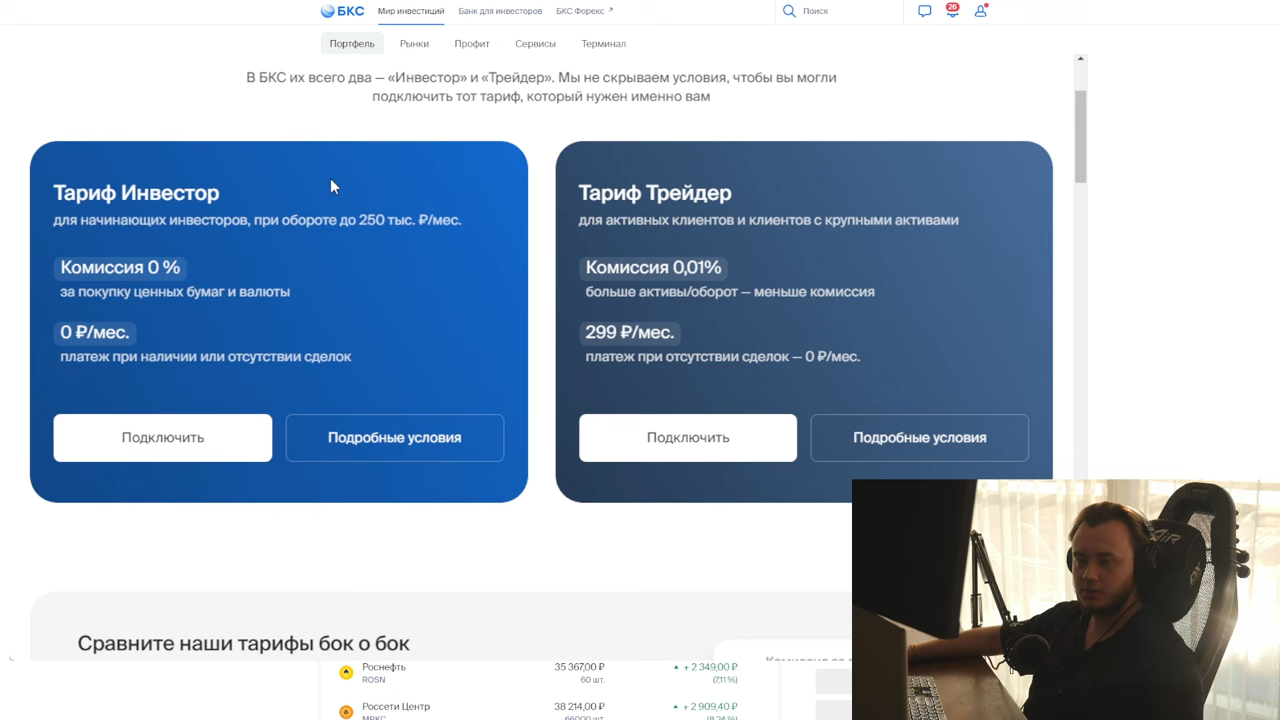 БКС
Мир инвестиций
Банк для инвесторов
БКС Форекс
Поиск
26
Портфель
Рынки
Профит
Сервисы
Терминал
В БКС их всего два — «Инвестор» и «Трейдер». Мы не скрываем условия, чтобы вы могли
подключить тот тариф, который нужен именно вам
Тариф Инвестор
для начинающих инвесторов, при обороте до 250 тыс. ₽/мес.
Комиссия 0 %
за покупку ценных бумаг и валюты
0 ₽/мес.
платеж при наличии или отсутствии сделок
Подключить
Подробные условия
Тариф Трейдер
для активных клиентов и клиентов с крупными активами
Комиссия 0,01%
больше активы/оборот — меньше комиссия
299 ₽/мес.
платеж при отсутствии сделок — 0 ₽/мес.
Подключить
Подробные условия
Сравните наши тарифы бок о бок
Роснефть 35 367,00 ₽ + 2 349,00 ₽
ROSN 60 шт. (7,11 %)
Россети Центр 38 214,00 ₽ + 2 909,40 ₽
MRKC 66000 шт. (8,24 %)